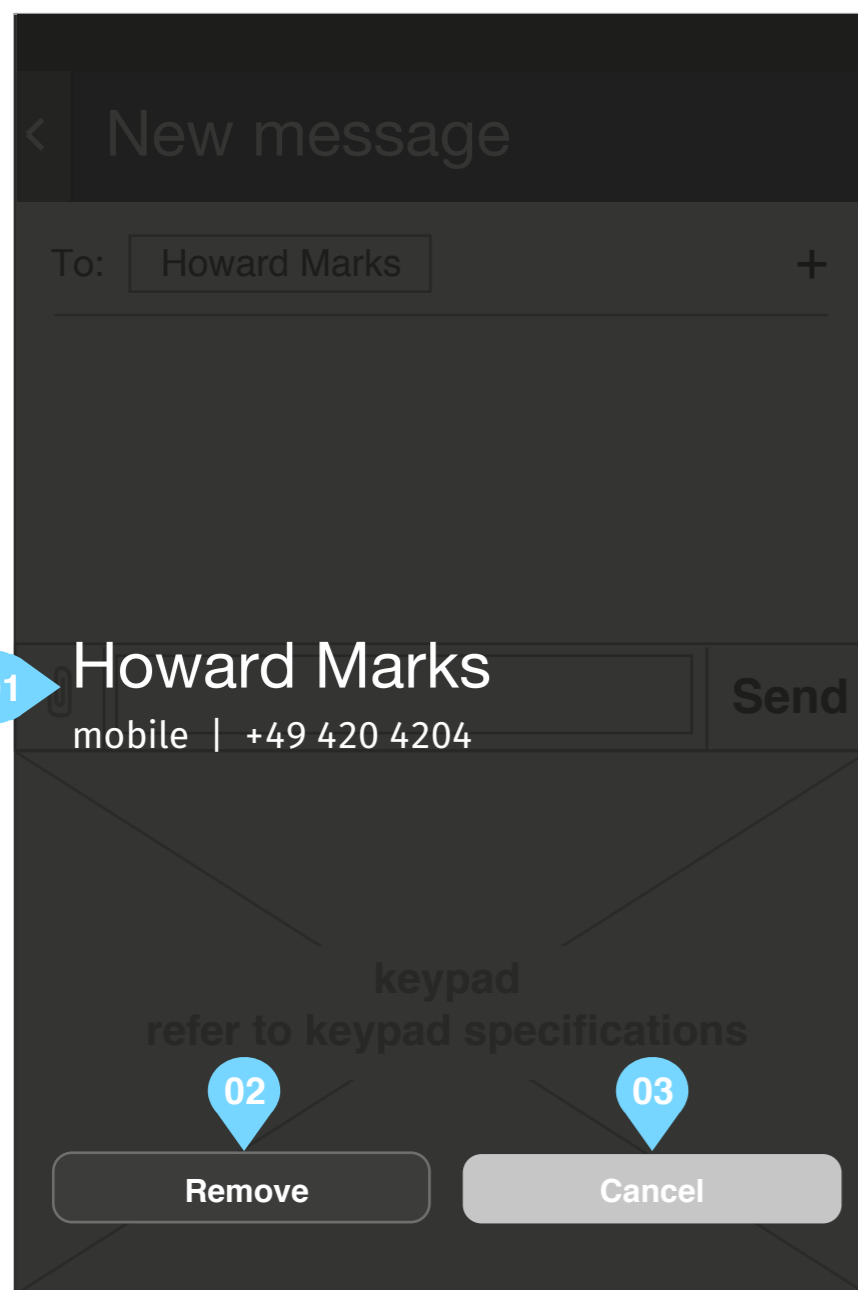 New message
To: Howard Marks +
Howard Marks
Send
mobile | +49 420 4204
keypad
refer to keypad specifications
02 03
Remove Cancel